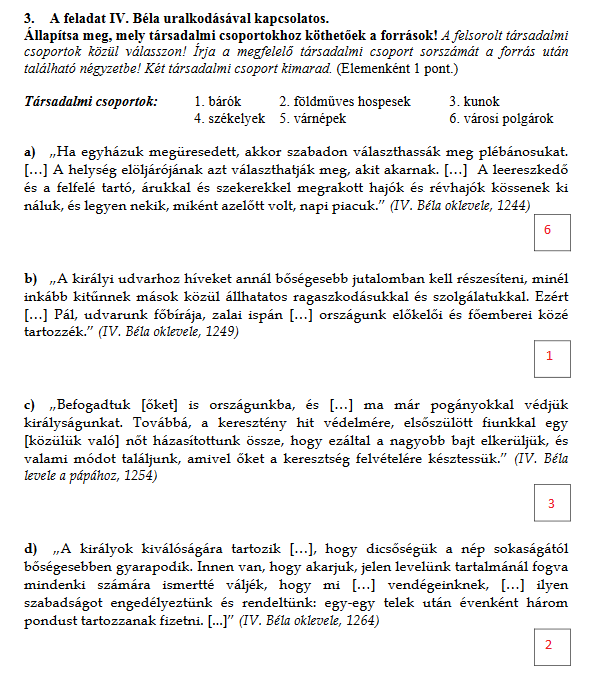 3. A feladat IV. Béla uralkodásával kapcsolatos.
Állapítsa meg, mely társadalmi csoportokhoz köthetőek a források! A felsorolt társadalmi
csoportok közül válasszon! Írja a megfelelő társadalmi csoport sorszámát a forrás után
található négyzetbe! Két társadalmi csoport kimarad. (Elemenként 1 pont.)
Társadalmi csoportok: 1. bárók 2. földműves hospesek 3. kunok
4. székelyek 5. várnépek 6. városi polgárok
a) „Ha egyházuk megüresedett, akkor szabadon választhassák meg plébánosukat.
[…] A helység elöljárójának azt választhatják meg, akit akarnak. […] A leereszkedő
és a felfelé tartó, árukkal és szekerekkel megrakott hajók és révhajók kössenek ki
náluk, és legyen nekik, miként azelőtt volt, napi piacuk.” (IV. Béla oklevele, 1244)
6
b) „A királyi udvarhoz híveket annál bőségesebb jutalomban kell részesíteni, minél
inkább kitűnnek mások közül állhatatos ragaszkodásukkal és szolgálatukkal. Ezért
[…] Pál, udvarunk főbírája, zalai ispán […] országunk előkelői és főemberei közé
tartozzék.” (IV. Béla oklevele, 1249)
1
c) „Befogadtuk [őket] is országunkba, és […] ma már pogányokkal védjük
királyságunkat. Továbbá, a keresztény hit védelmére, elsőszülött fiunkkal egy
[közülük való] nőt házasítottunk össze, hogy ezáltal a nagyobb bajt elkerüljük, és
valami módot találjunk, amivel őket a keresztség felvételére késztessük.” (IV. Béla
levele a pápához, 1254)
3
d) „A királyok kiválóságára tartozik […], hogy dicsőségük a nép sokaságától
bőségesebben gyarapodik. Innen van, hogy akarjuk, jelen levelünk tartalmánál fogva
mindenki számára ismertté váljék, hogy mi […] vendégeinknek, […] ilyen
szabadságot engedélyeztünk és rendeltünk: egy-egy telek után évenként három
pondust tartozzanak fizetni. [...]” (IV. Béla oklevele, 1264)
2